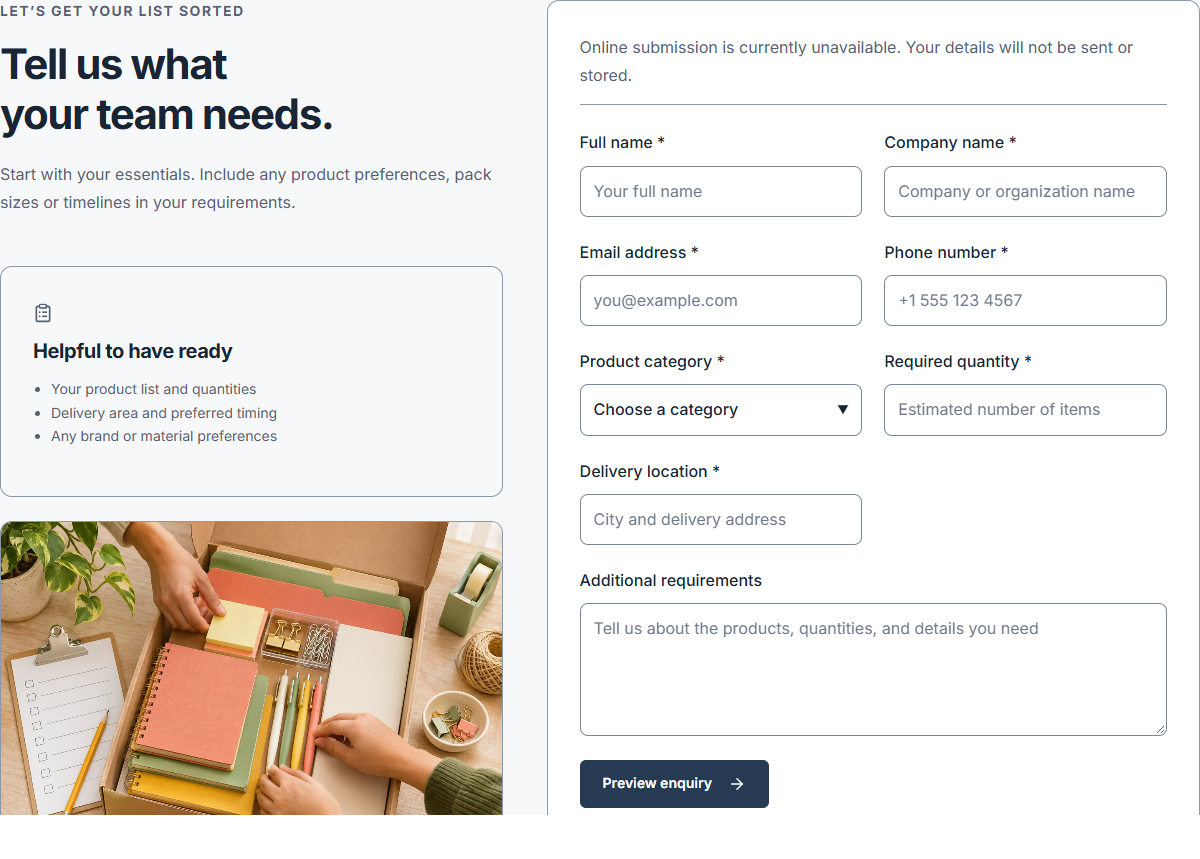 LET’S GET YOUR LIST SORTED
Tell us what
your team needs.
Start with your essentials. Include any product preferences, pack
sizes or timelines in your requirements.
Helpful to have ready
• Your product list and quantities
• Delivery area and preferred timing
• Any brand or material preferences
Online submission is currently unavailable. Your details will not be sent or
stored.
Full name *
Your full name
Company name *
Company or organization name
Email address *
you@example.com
Phone number *
+1 555 123 4567
Product category *
Choose a category
Required quantity *
Estimated number of items
Delivery location *
City and delivery address
Additional requirements
Tell us about the products, quantities, and details you need
Preview enquiry →